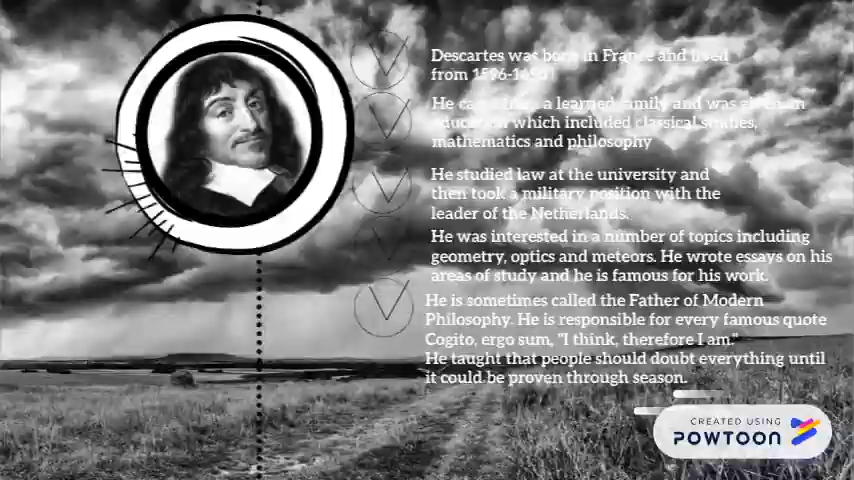 Descartes was born in France and lived
from 1596-1650
He came from a learned family and was given an
education which included classical studies,
mathematics and philosophy
He studied law at the university and
then took a military position with the
leader of the Netherlands.
He was interested in a number of topics including
geometry, optics and meteors. He wrote essays on his
areas of study and he is famous for his work.
He is sometimes called the Father of Modern
Philosophy. He is responsible for every famous quote
Cogito, ergo sum, "I think, therefore I am."
He taught that people should doubt everything until
it could be proven through season.
CREATED USING
POWTOON